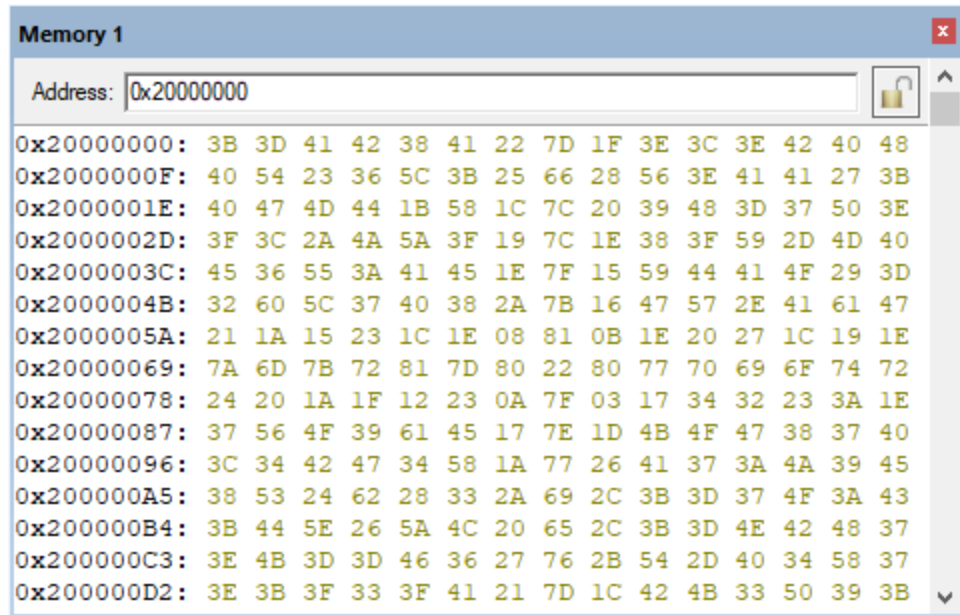 Memory 1
Address: 0x20000000
0x20000000: 3B 3D 41 42 38 41 22 7D 1F 3E 3C 3E 42 40 48
0x2000000F: 40 54 23 36 5C 3B 25 66 28 56 3E 41 41 27 3B
0x2000001E: 40 47 4D 44 1B 58 1C 7C 20 39 48 3D 37 50 3E
0x2000002D: 3F 3C 2A 4A 5A 3F 19 7C 1E 38 3F 59 2D 4D 40
0x2000003C: 45 36 55 3A 41 45 1E 7F 15 59 44 41 4F 29 3D
0x2000004B: 32 60 5C 37 40 38 2A 7B 16 47 57 2E 41 61 47
0x2000005A: 21 1A 15 23 1C 1E 08 81 0B 1E 20 27 1C 19 1E
0x20000069: 7A 6D 7B 72 81 7D 80 22 80 77 70 69 6F 74 72
0x20000078: 24 20 1A 1F 12 23 0A 7F 03 17 34 32 23 3A 1E
0x20000087: 37 56 4F 39 61 45 17 7E 1D 4B 4F 47 38 37 40
0x20000096: 3C 34 42 47 34 58 1A 77 26 41 37 3A 4A 39 45
0x200000A5: 38 53 24 62 28 33 2A 69 2C 3B 3D 37 4F 3A 43
0x200000B4: 3B 44 5E 26 5A 4C 20 65 2C 3B 3D 4E 42 48 37
0x200000C3: 3E 4B 3D 3D 46 36 27 76 2B 54 2D 40 34 58 37
0x200000D2: 3E 3B 3F 33 3F 41 21 7D 1C 42 4B 33 50 39 3B